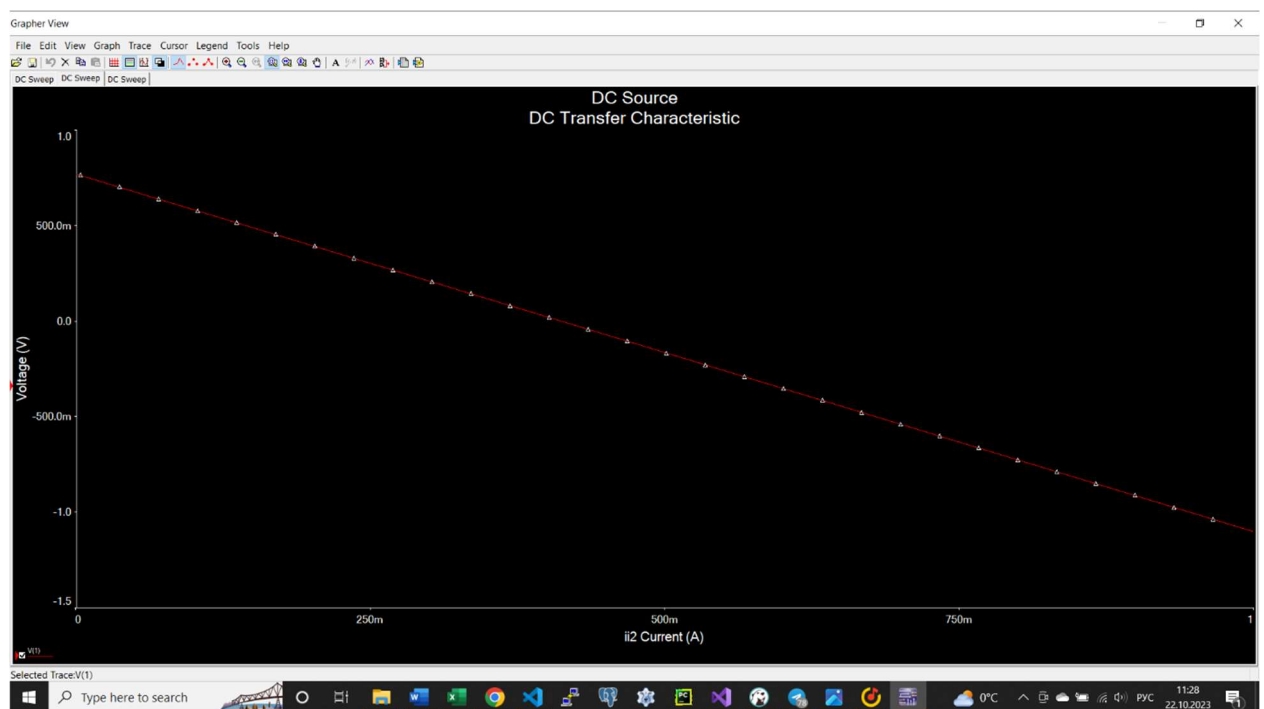 Grapher View
File Edit View Graph Trace Cursor Legend Tools Help
A
DC Sweep DC Sweep DC Sweep
DC Source
DC Transfer Characteristic
1.0
500.0m
0.0
-500.0m
-1.0
-1.5
Voltage (V)
0 250m 500m 750m 1
ii2 Current (A)
V(1)
Selected Trace:V(1)
Type here to search
0°C
РУС
11:28
22.10.2023
1